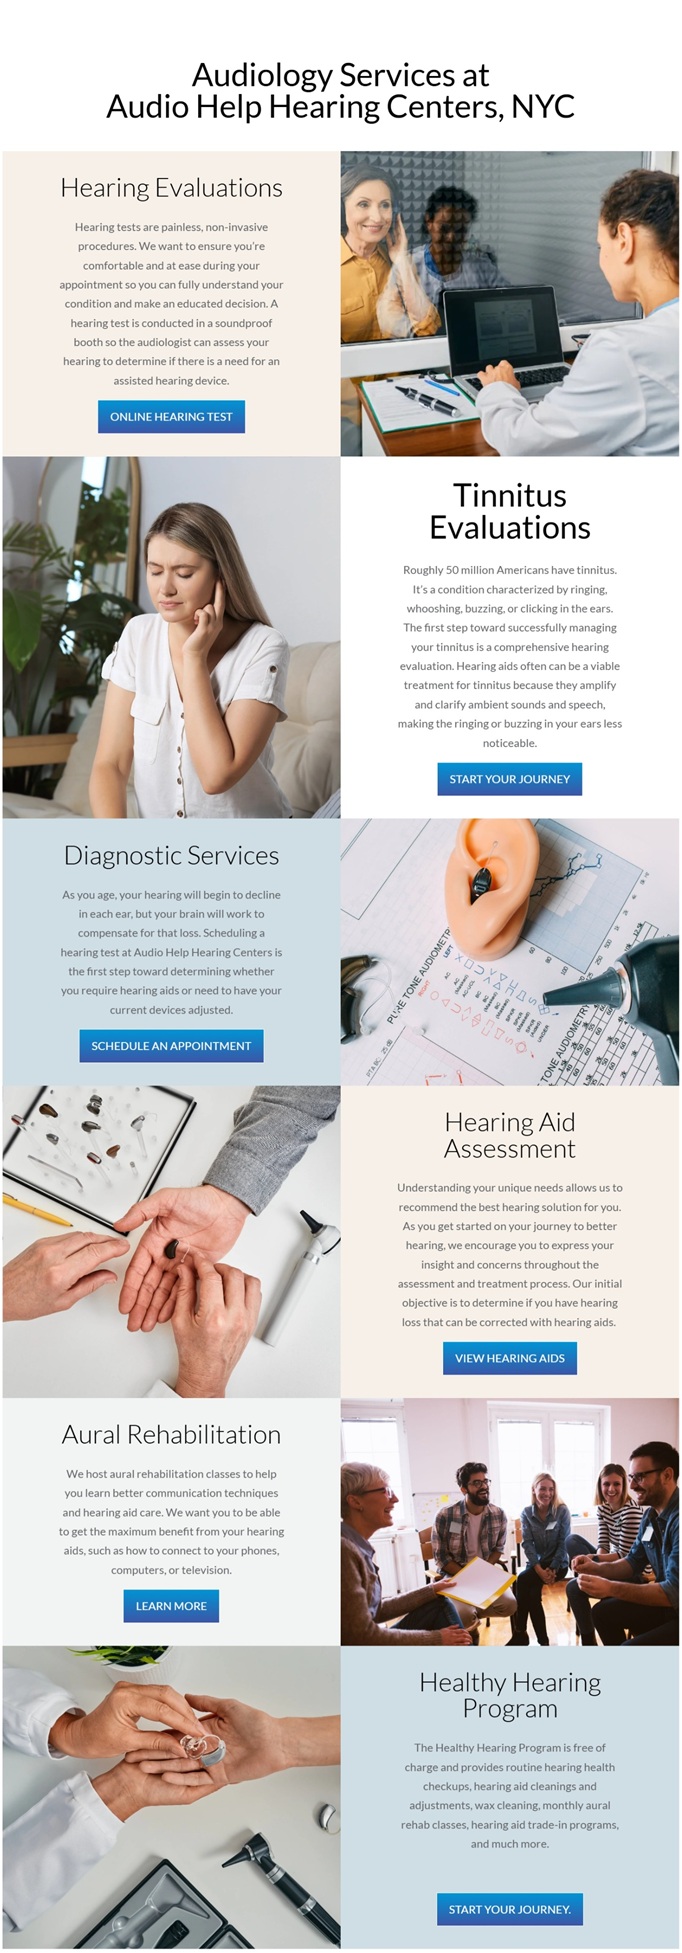 Audiology Services at
Audio Help Hearing Centers, NYC
Hearing Evaluations
Hearing tests are painless, non-invasive
procedures. We want to ensure you're
comfortable and at ease during your
appointment so you can fully understand your
condition and make an educated decision. A
hearing test is conducted in a soundproof
booth so the audiologist can assess your
hearing to determine if there is a need for an
assisted hearing device.
ONLINE HEARING TEST
Tinnitus
Evaluations
Roughly 50 million Americans have tinnitus.
It's a condition characterized by ringing,
whooshing, buzzing, or clicking in the ears.
The first step toward successfully managing
your tinnitus is a comprehensive hearing
evaluation. Hearing aids often can be a viable
treatment for tinnitus because they amplify
and clarify ambient sounds and speech,
making the ringing or buzzing in your ears less
noticeable.
START YOUR JOURNEY
Diagnostic Services
As you age, your hearing will begin to decline
in each ear, but your brain will work to
compensate for that loss. Scheduling a
hearing test at Audio Help Hearing Centers is
the first step toward determining whether
you require hearing aids or need to have your
current devices adjusted.
SCHEDULE AN APPOINTMENT
PURE TONE AUDIOMETRY
LEFT
RIGHT
TONE AUDIOMETRY
Hearing Aid
Assessment
Understanding your unique needs allows us to
recommend the best hearing solution for you.
As you get started on your journey to better
hearing, we encourage you to express your
insight and concerns throughout the
assessment and treatment process. Our initial
objective is to determine if you have hearing
loss that can be corrected with hearing aids.
VIEW HEARING AIDS
Aural Rehabilitation
We host aural rehabilitation classes to help
you learn better communication techniques
and hearing aid care. We want you to be able
to get the maximum benefit from your hearing
aids, such as how to connect to your phones,
computers, or television.
LEARN MORE
Healthy Hearing
Program
The Healthy Hearing Program is free of
charge and provides routine hearing health
checkups, hearing aid cleanings and
adjustments, wax cleaning, monthly aural
rehab classes, hearing aid trade-in programs,
and much more.
START YOUR JOURNEY.